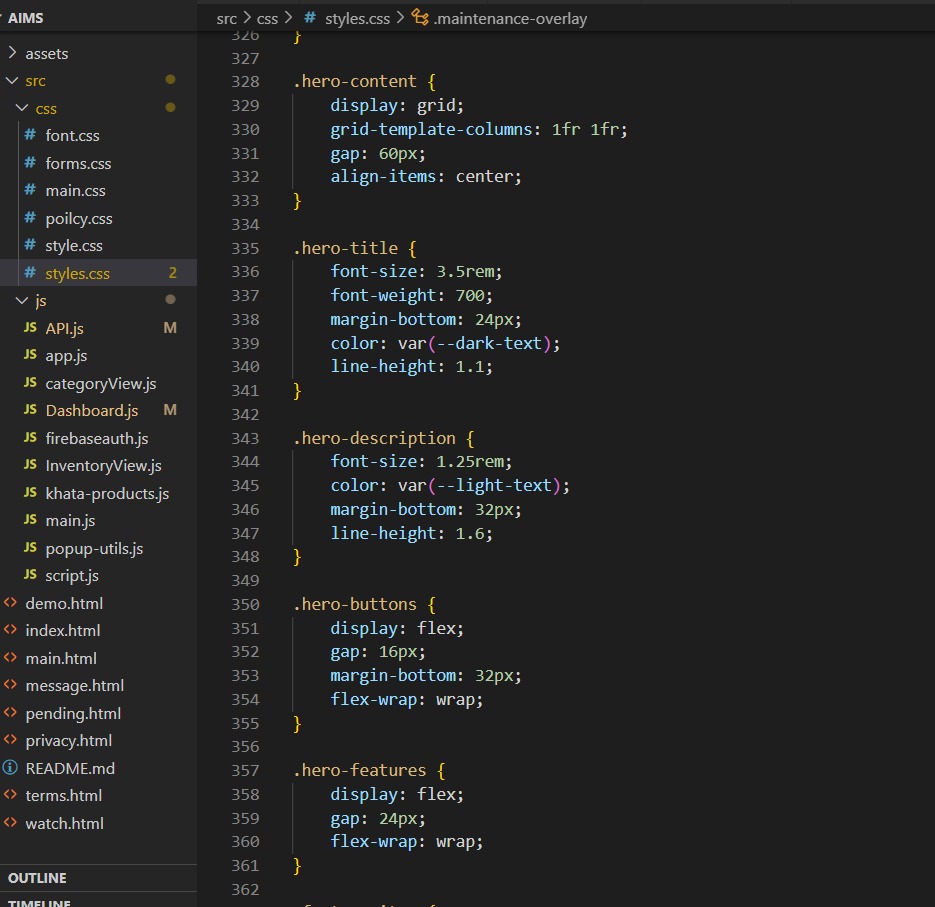 AIMS
assets
src
css
# font.css
# forms.css
# main.css
# poilcy.css
# style.css
# styles.css 2
js
JS API.js M
JS app.js
JS categoryView.js
JS Dashboard.js M
JS firebaseauth.js
JS InventoryView.js
JS khata-products.js
JS main.js
JS popup-utils.js
JS script.js
<> demo.html
<> index.html
<> main.html
<> message.html
<> pending.html
<> privacy.html
README.md
<> terms.html
<> watch.html
OUTLINE
TIMELINE
src > css > # styles.css > .maintenance-overlay
326 }
327
328 .hero-content {
329 display: grid;
330 grid-template-columns: 1fr 1fr;
331 gap: 60px;
332 align-items: center;
333 }
334
335 .hero-title {
336 font-size: 3.5rem;
337 font-weight: 700;
338 margin-bottom: 24px;
339 color: var(--dark-text);
340 line-height: 1.1;
341 }
342
343 .hero-description {
344 font-size: 1.25rem;
345 color: var(--light-text);
346 margin-bottom: 32px;
347 line-height: 1.6;
348 }
349
350 .hero-buttons {
351 display: flex;
352 gap: 16px;
353 margin-bottom: 32px;
354 flex-wrap: wrap;
355 }
356
357 .hero-features {
358 display: flex;
359 gap: 24px;
360 flex-wrap: wrap;
361 }
362